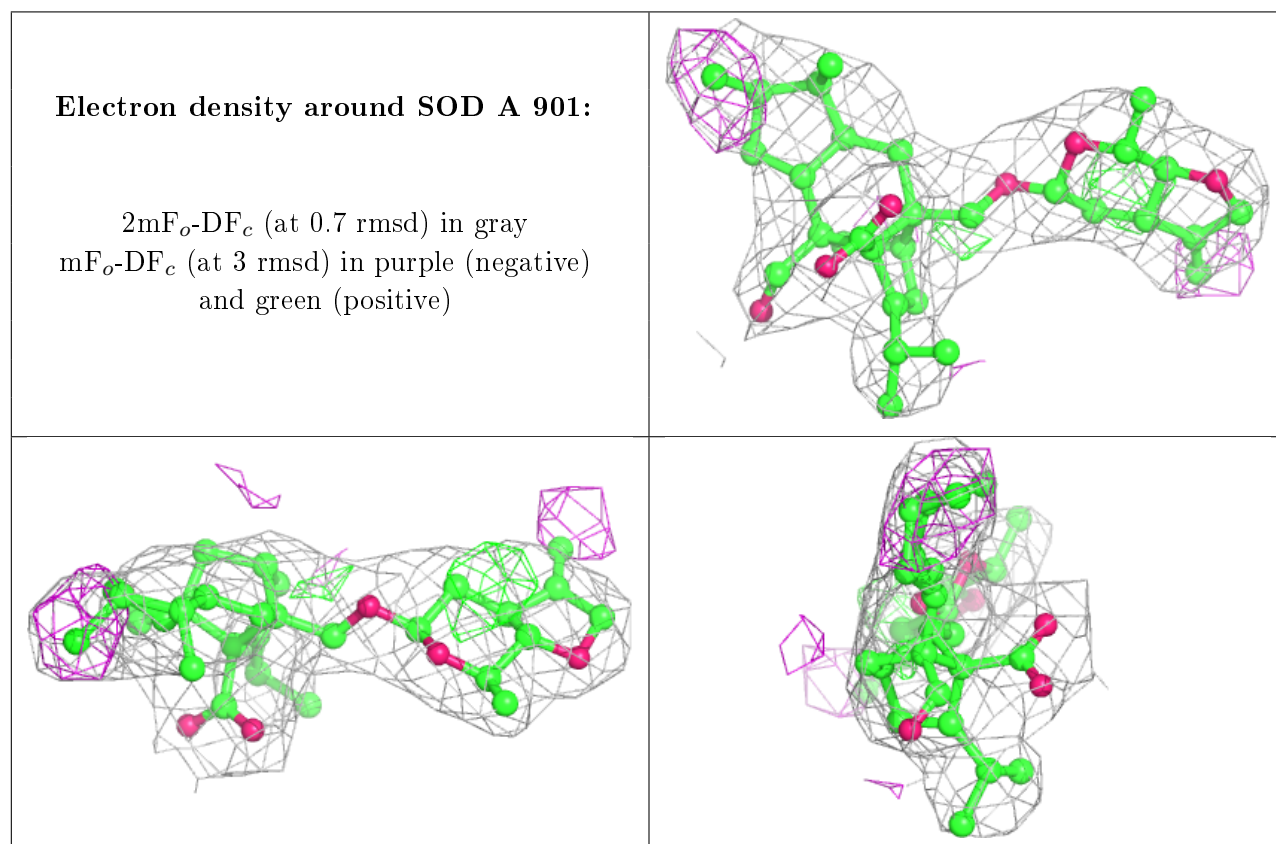 Electron density around SOD A 901:
2mFₒ-DF𝒸 (at 0.7 rmsd) in gray
mFₒ-DF𝒸 (at 3 rmsd) in purple (negative)
and green (positive)